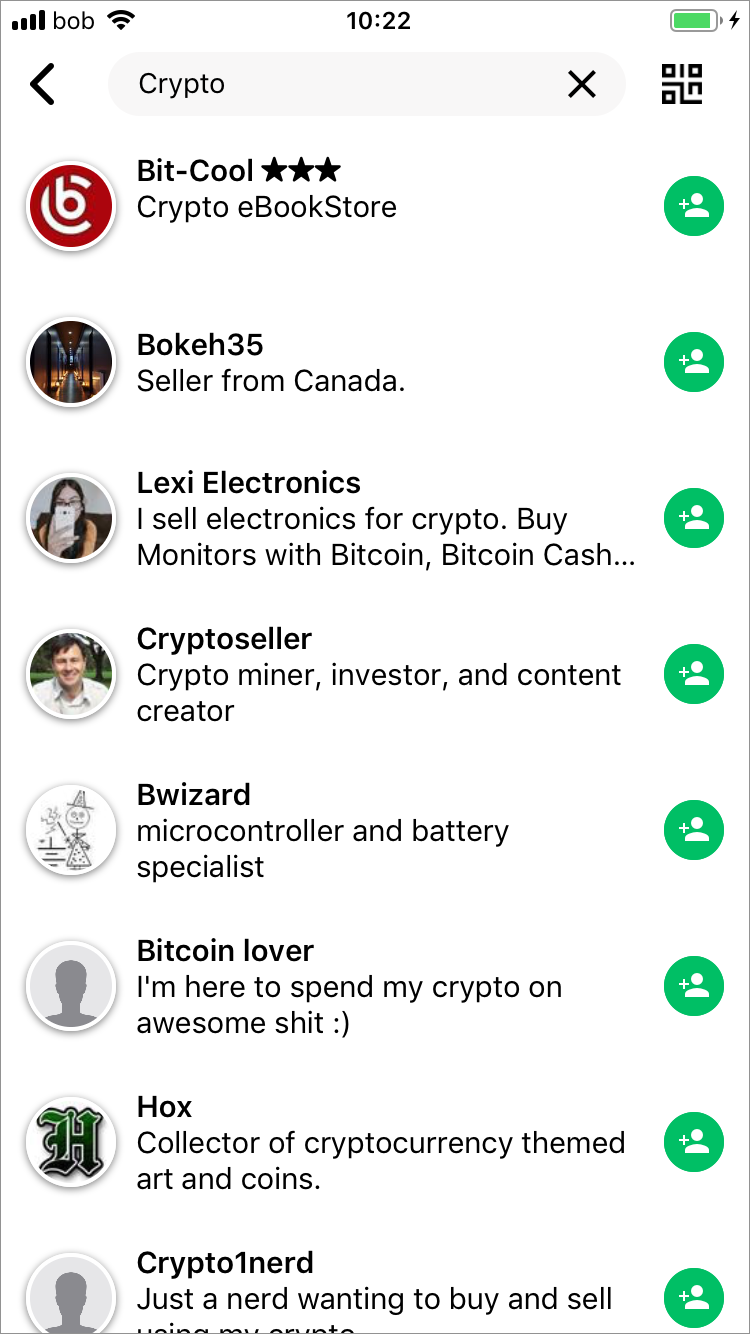 bob 10:22
Crypto
Bit-Cool ★★★
Crypto eBookStore
Bokeh35
Seller from Canada.
Lexi Electronics
I sell electronics for crypto. Buy
Monitors with Bitcoin, Bitcoin Cash...
Cryptoseller
Crypto miner, investor, and content
creator
Bwizard
microcontroller and battery
specialist
Bitcoin lover
I'm here to spend my crypto on
awesome shit :)
Hox
Collector of cryptocurrency themed
art and coins.
Crypto1nerd
Just a nerd wanting to buy and sell
using my crypto